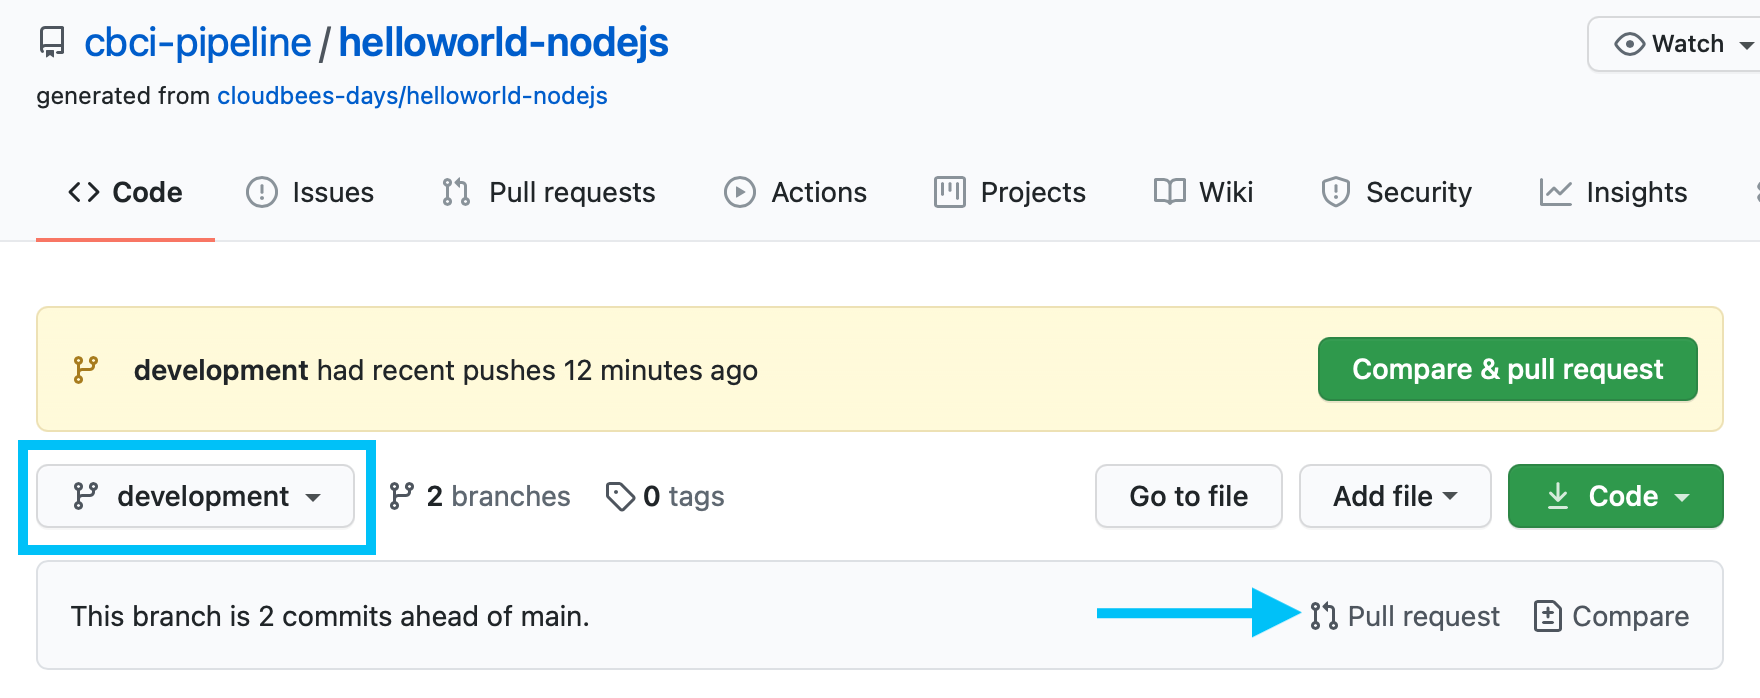 cbci-pipeline / helloworld-nodejs
Watch
generated from cloudbees-days/helloworld-nodejs
Code Issues Pull requests Actions Projects Wiki Security Insights
development had recent pushes 12 minutes ago
Compare & pull request
development 2 branches 0 tags Go to file Add file Code
This branch is 2 commits ahead of main. Pull request Compare